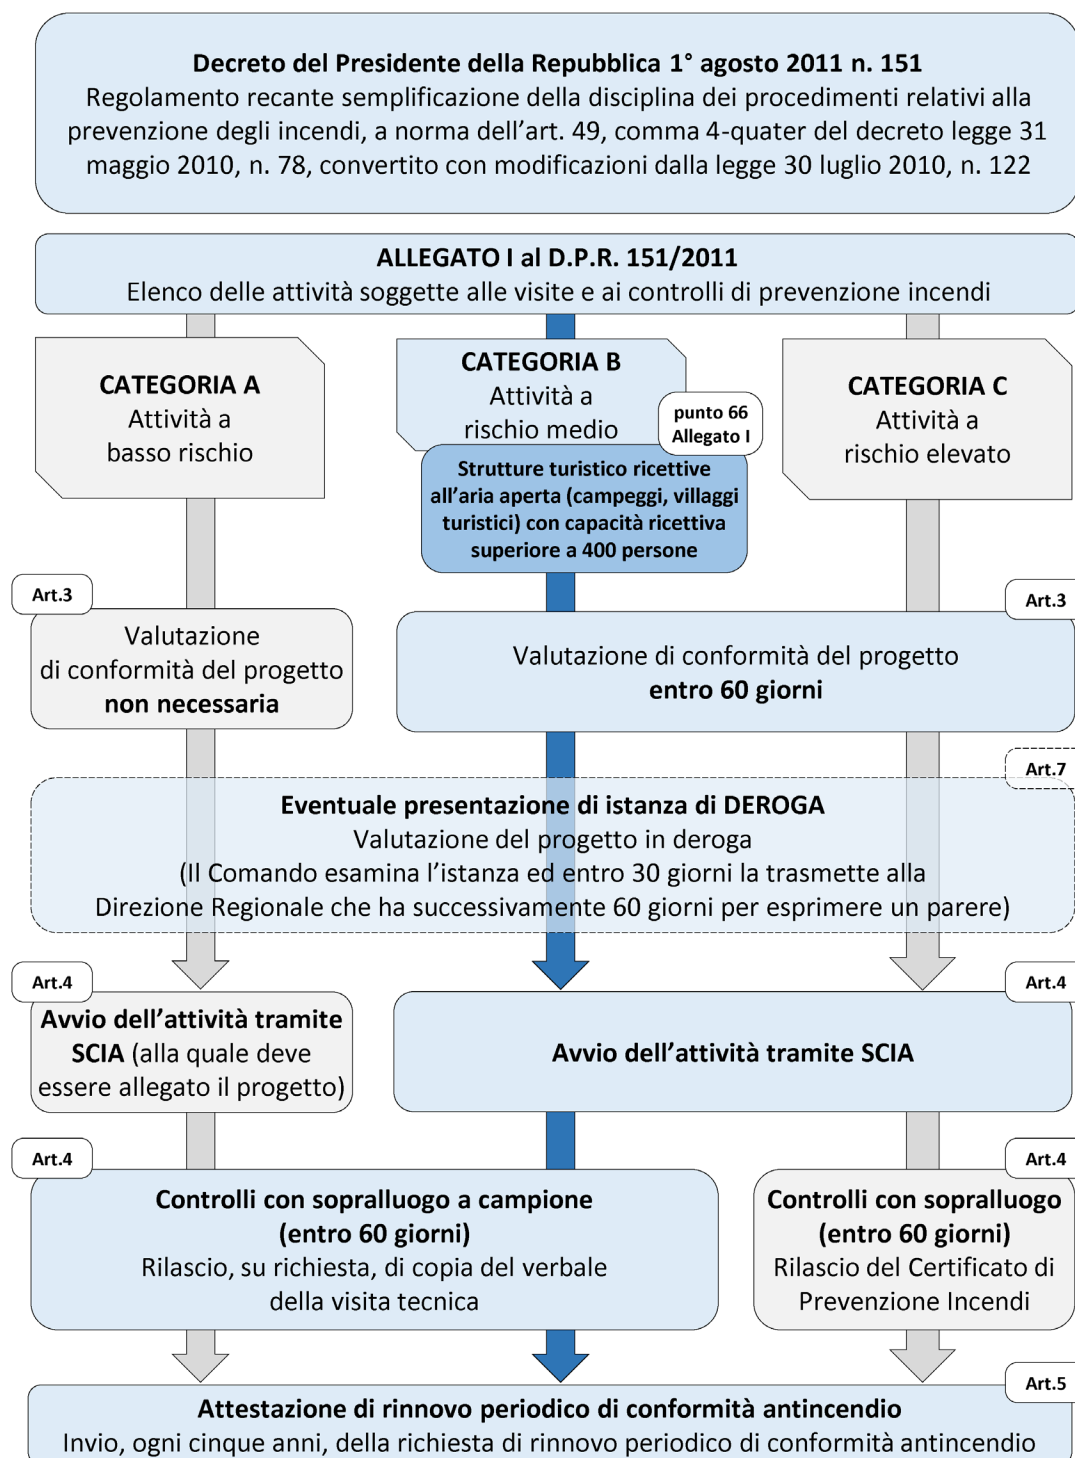 Decreto del Presidente della Repubblica 1° agosto 2011 n. 151
Regolamento recante semplificazione della disciplina dei procedimenti relativi alla
prevenzione degli incendi, a norma dell’art. 49, comma 4-quater del decreto legge 31
maggio 2010, n. 78, convertito con modificazioni dalla legge 30 luglio 2010, n. 122
ALLEGATO I al D.P.R. 151/2011
Elenco delle attività soggette alle visite e ai controlli di prevenzione incendi
CATEGORIA A
Attività a
basso rischio
CATEGORIA B
Attività a
rischio medio
punto 66
Allegato I
Strutture turistico ricettive
all’aria aperta (campeggi, villaggi
turistici) con capacità ricettiva
superiore a 400 persone
CATEGORIA C
Attività a
rischio elevato
Art.3
Valutazione
di conformità del progetto
non necessaria
Art.3
Valutazione di conformità del progetto
entro 60 giorni
Art.7
Eventuale presentazione di istanza di DEROGA
Valutazione del progetto in deroga
(Il Comando esamina l’istanza ed entro 30 giorni la trasmette alla
Direzione Regionale che ha successivamente 60 giorni per esprimere un parere)
Art.4
Avvio dell’attività tramite
SCIA (alla quale deve
essere allegato il progetto)
Art.4
Avvio dell’attività tramite SCIA
Art.4
Controlli con sopralluogo a campione
(entro 60 giorni)
Rilascio, su richiesta, di copia del verbale
della visita tecnica
Art.4
Controlli con sopralluogo
(entro 60 giorni)
Rilascio del Certificato di
Prevenzione Incendi
Art.5
Attestazione di rinnovo periodico di conformità antincendio
Invio, ogni cinque anni, della richiesta di rinnovo periodico di conformità antincendio